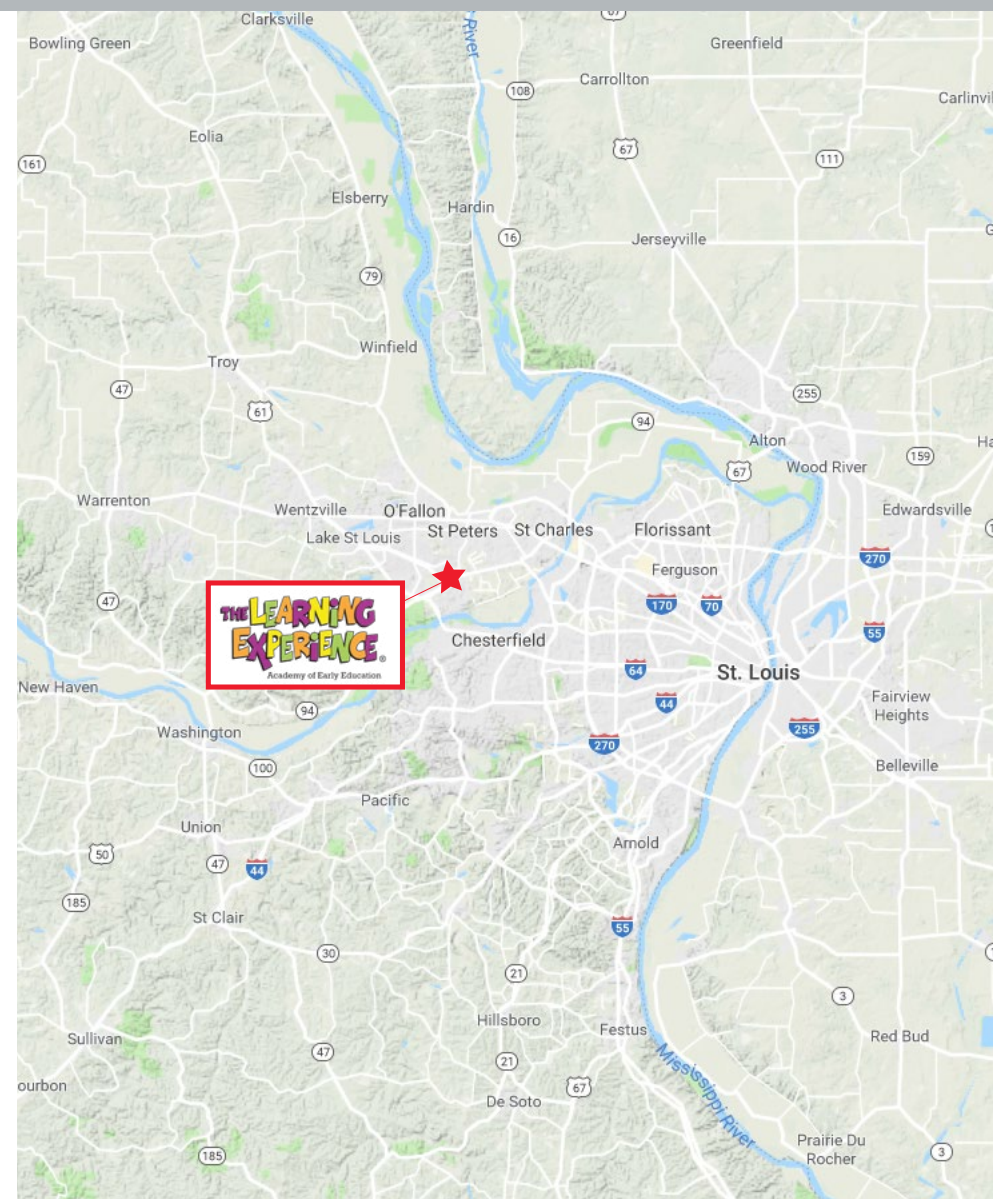 Clarksville
River
Bowling Green
Greenfield
Carrollton
108
Eolia
67
111
161
Elsberry
Hardin
16
Jerseyville
79
Winfield
Troy
47
61
255
94
Alton
67
Wood River
159
Warrenton
Wentzville
O'Fallon
Edwardsville
Lake St Louis
St Peters
St Charles
Florissant
270
Ferguson
47
170
70
THE LEARNING
EXPERIENCE®
Academy of Early Education
55
Chesterfield
64
St. Louis
New Haven
44
Fairview
Heights
94
255
Washington
270
100
Belleville
Pacific
Union
Arnold
50
47
44
185
St Clair
55
30
21
3
Hillsboro
Festus
Red Bud
Sullivan
47
21
ourbon
67
De Soto
Mississippi River
Prairie Du
Rocher
185
3